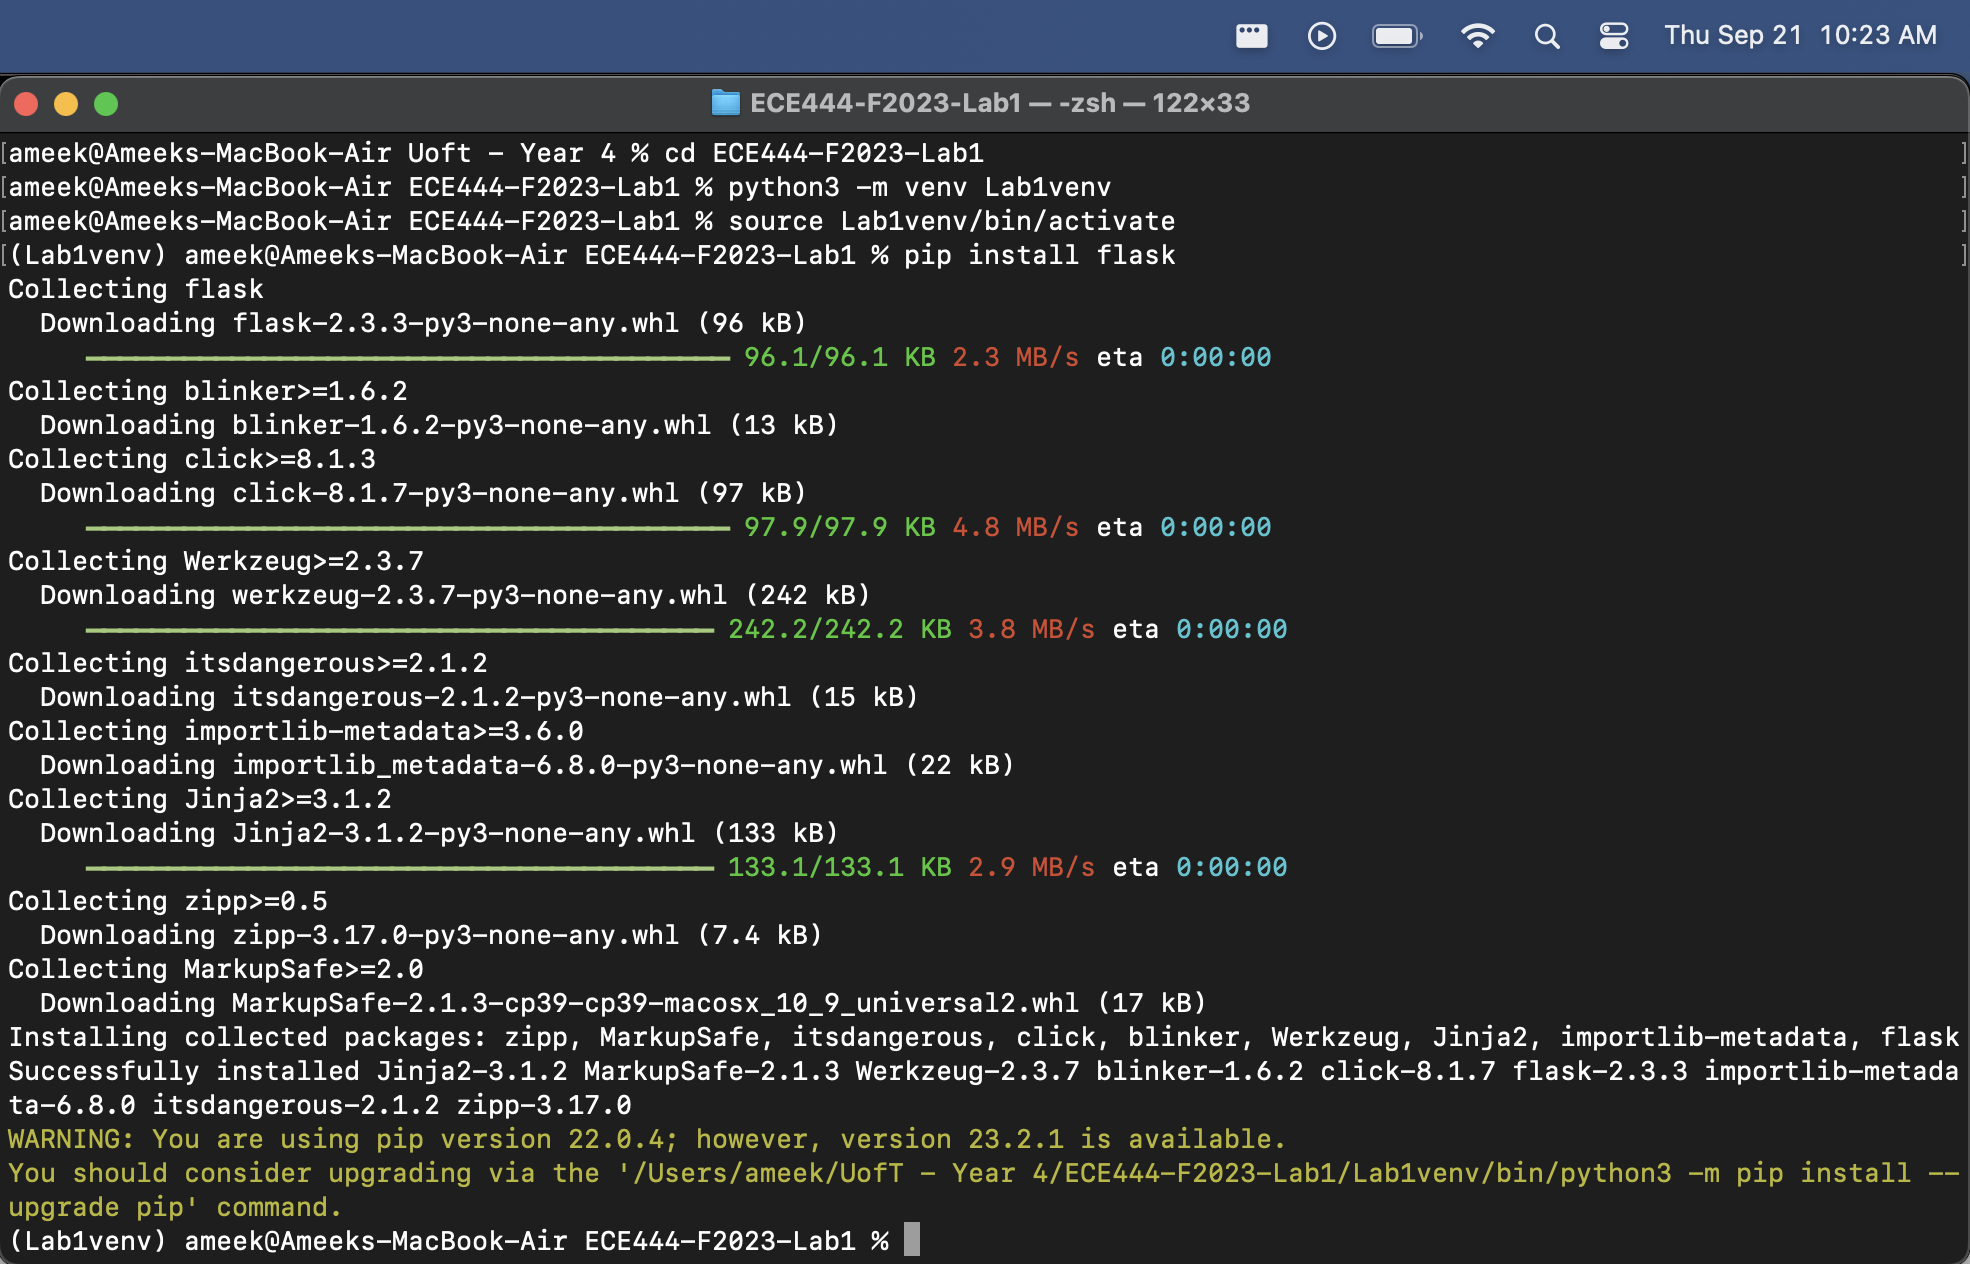 Thu Sep 21 10:23 AM
ECE444-F2023-Lab1 — -zsh — 122×33
[ameek@Ameeks-MacBook-Air Uoft - Year 4 % cd ECE444-F2023-Lab1 ]
[ameek@Ameeks-MacBook-Air ECE444-F2023-Lab1 % python3 -m venv Lab1venv ]
[ameek@Ameeks-MacBook-Air ECE444-F2023-Lab1 % source Lab1venv/bin/activate ]
[(Lab1venv) ameek@Ameeks-MacBook-Air ECE444-F2023-Lab1 % pip install flask ]
Collecting flask
Downloading flask-2.3.3-py3-none-any.whl (96 kB)
96.1/96.1 KB 2.3 MB/s eta 0:00:00
Collecting blinker>=1.6.2
Downloading blinker-1.6.2-py3-none-any.whl (13 kB)
Collecting click>=8.1.3
Downloading click-8.1.7-py3-none-any.whl (97 kB)
97.9/97.9 KB 4.8 MB/s eta 0:00:00
Collecting Werkzeug>=2.3.7
Downloading werkzeug-2.3.7-py3-none-any.whl (242 kB)
242.2/242.2 KB 3.8 MB/s eta 0:00:00
Collecting itsdangerous>=2.1.2
Downloading itsdangerous-2.1.2-py3-none-any.whl (15 kB)
Collecting importlib-metadata>=3.6.0
Downloading importlib_metadata-6.8.0-py3-none-any.whl (22 kB)
Collecting Jinja2>=3.1.2
Downloading Jinja2-3.1.2-py3-none-any.whl (133 kB)
133.1/133.1 KB 2.9 MB/s eta 0:00:00
Collecting zipp>=0.5
Downloading zipp-3.17.0-py3-none-any.whl (7.4 kB)
Collecting MarkupSafe>=2.0
Downloading MarkupSafe-2.1.3-cp39-cp39-macosx_10_9_universal2.whl (17 kB)
Installing collected packages: zipp, MarkupSafe, itsdangerous, click, blinker, Werkzeug, Jinja2, importlib-metadata, flask
Successfully installed Jinja2-3.1.2 MarkupSafe-2.1.3 Werkzeug-2.3.7 blinker-1.6.2 click-8.1.7 flask-2.3.3 importlib-metada
ta-6.8.0 itsdangerous-2.1.2 zipp-3.17.0
WARNING: You are using pip version 22.0.4; however, version 23.2.1 is available.
You should consider upgrading via the '/Users/ameek/UofT - Year 4/ECE444-F2023-Lab1/Lab1venv/bin/python3 -m pip install --
upgrade pip' command.
(Lab1venv) ameek@Ameeks-MacBook-Air ECE444-F2023-Lab1 %